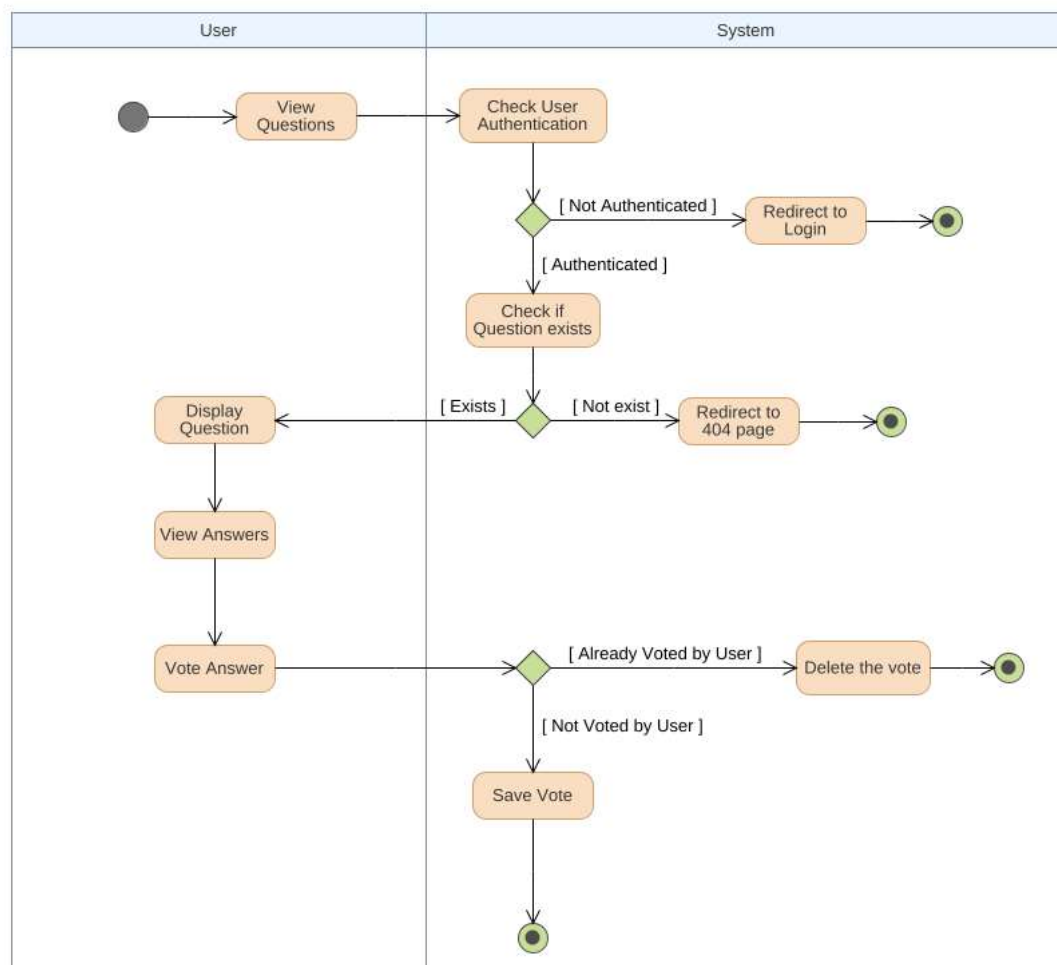 User
System
View
Questions
Check User
Authentication
[ Not Authenticated ]
Redirect to
Login
[ Authenticated ]
Check if
Question exists
Display
Question
[ Exists ]
[ Not exist ]
Redirect to
404 page
View Answers
Vote Answer
[ Already Voted by User ]
Delete the vote
[ Not Voted by User ]
Save Vote